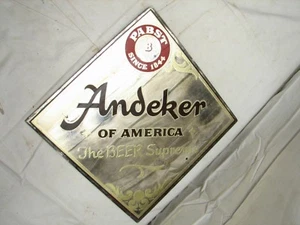 PABST
B
SINCE 1844
Andeker
OF AMERICA
The BEER Supreme